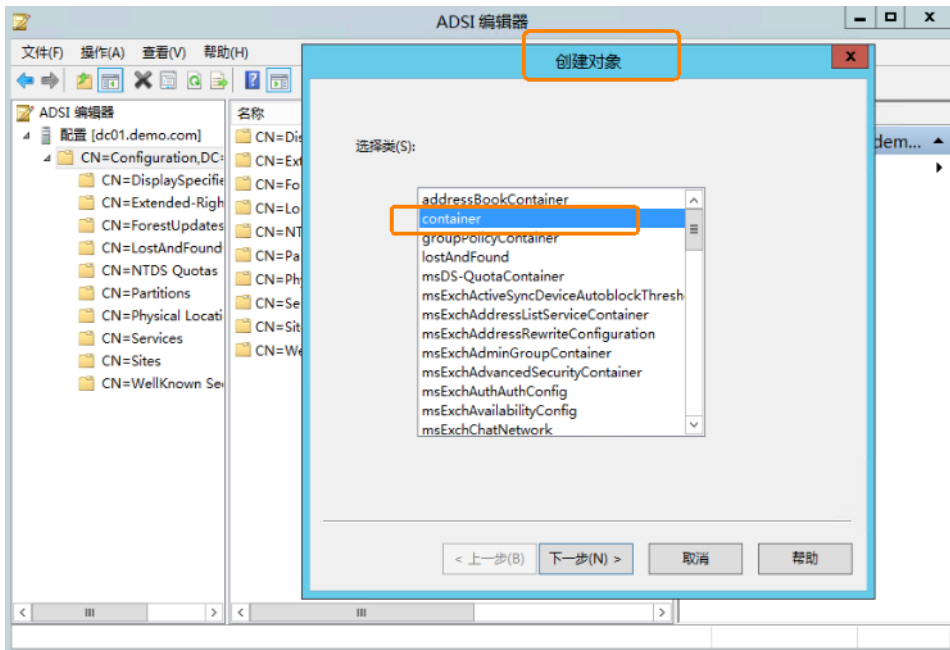 ADSI 编辑器
文件(F) 操作(A) 查看(V) 帮助(H)
创建对象
ADSI 编辑器
配置 [dc01.demo.com]
CN=Configuration,DC=
CN=DisplaySpecifie
CN=Extended-Righ
CN=ForestUpdates
CN=LostAndFound
CN=NTDS Quotas
CN=Partitions
CN=Physical Locati
CN=Services
CN=Sites
CN=WellKnown Se
名称
CN=Dis
CN=Ext
CN=Fo
CN=Lo
CN=NT
CN=Pa
CN=Phy
CN=Se
CN=Sit
CN=We
选择类(S):
addressBookContainer
container
groupPolicyContainer
lostAndFound
msDS-QuotaContainer
msExchActiveSyncDeviceAutoblockThresh
msExchAddressListServiceContainer
msExchAddressRewriteConfiguration
msExchAdminGroupContainer
msExchAdvancedSecurityContainer
msExchAuthAuthConfig
msExchAvailabilityConfig
msExchChatNetwork
< 上一步(B) 下一步(N) > 取消 帮助
dem...